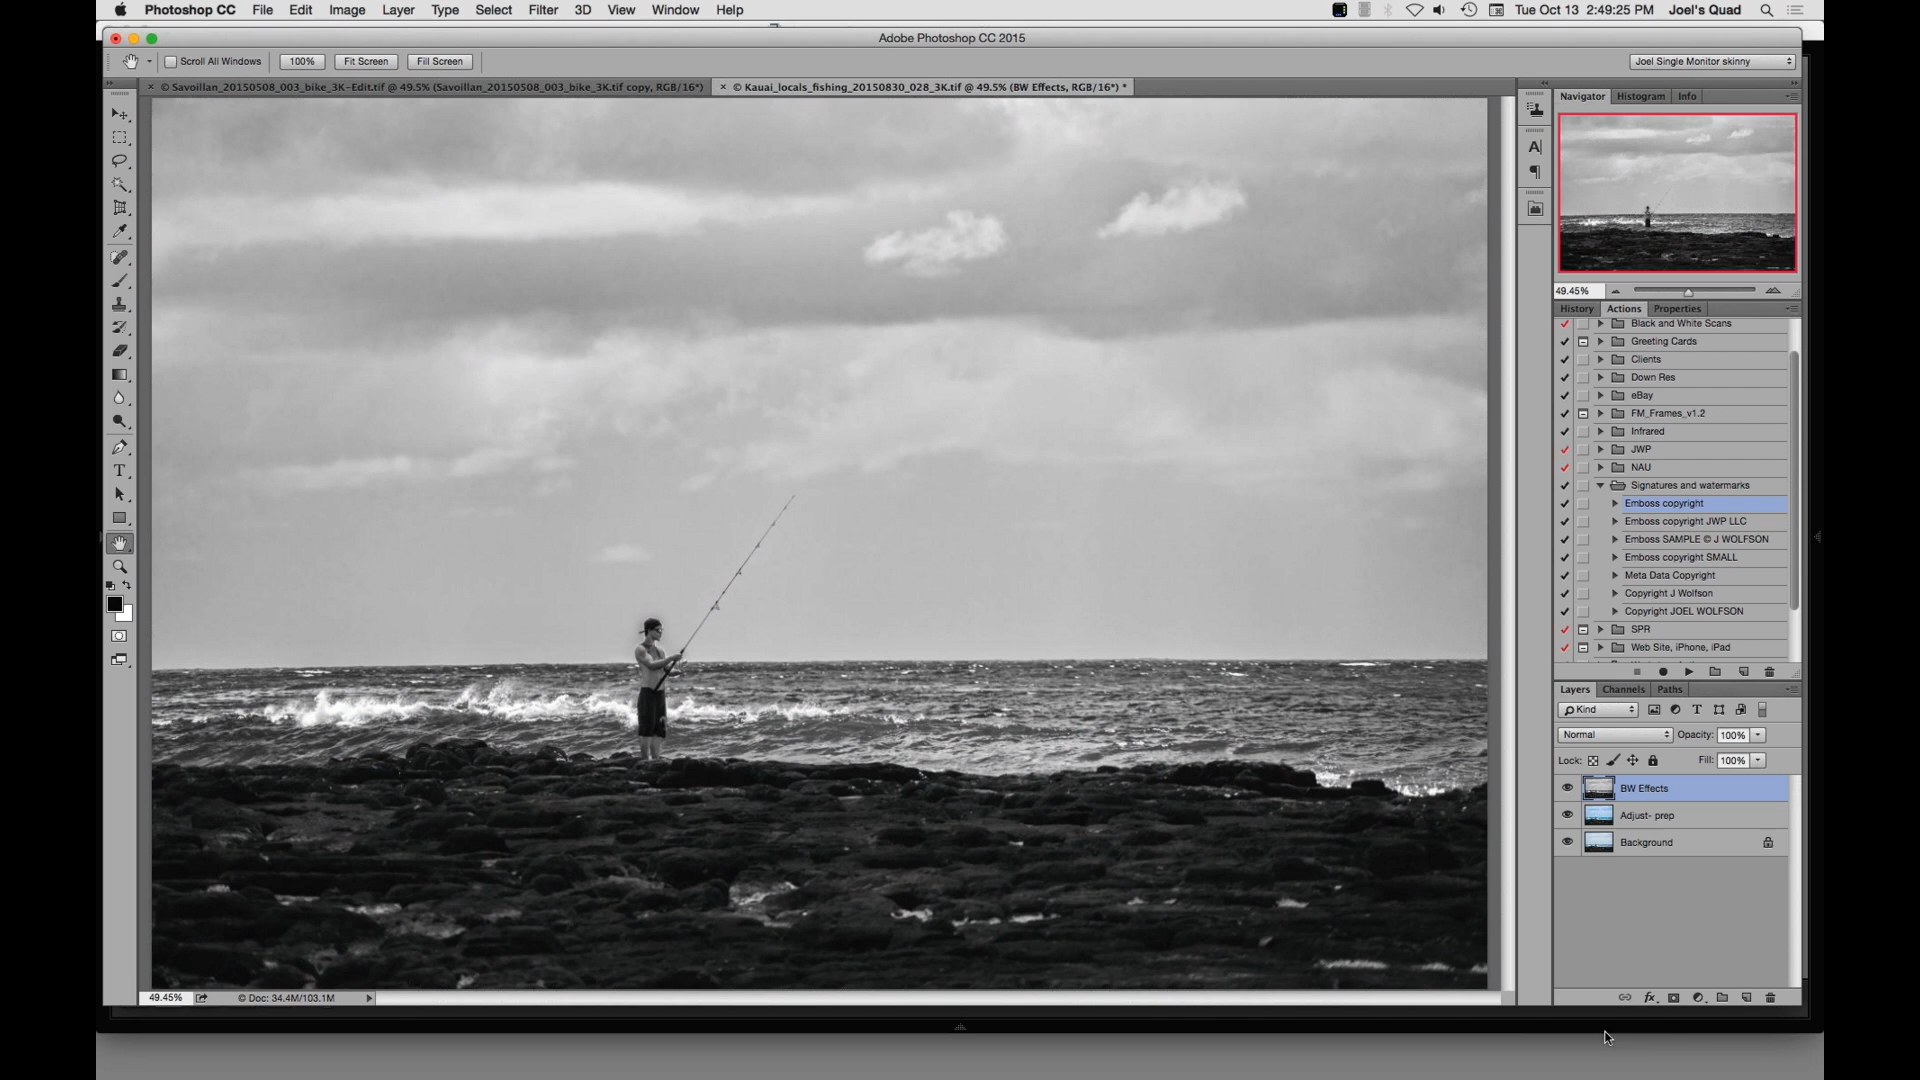 Photoshop CC File Edit Image Layer Type Select Filter 3D View Window Help Tue Oct 13 2:49:25 PM Joel's Quad
Adobe Photoshop CC 2015
Scroll All Windows 100% Fit Screen Fill Screen Joel Single Monitor skinny
× © Savoillan_20150508_003_bike_3K-Edit.tif @ 49.5% (Savoillan_20150508_003_bike_3K.tif copy, RGB/16*) × © Kauai_locals_fishing_20150830_028_3K.tif @ 49.5% (BW Effects, RGB/16*) *
Navigator Histogram Info
49.45%
History Actions Properties
Black and White Scans
Greeting Cards
Clients
Down Res
eBay
FM_Frames_v1.2
Infrared
JWP
NAU
Signatures and watermarks
Emboss copyright
Emboss copyright JWP LLC
Emboss SAMPLE © J WOLFSON
Emboss copyright SMALL
Meta Data Copyright
Copyright J Wolfson
Copyright JOEL WOLFSON
SPR
Web Site, iPhone, iPad
Layers Channels Paths
Kind
Normal Opacity: 100%
Lock: Fill: 100%
BW Effects
Adjust- prep
Background
fx
49.45% © Doc: 34.4M/103.1M